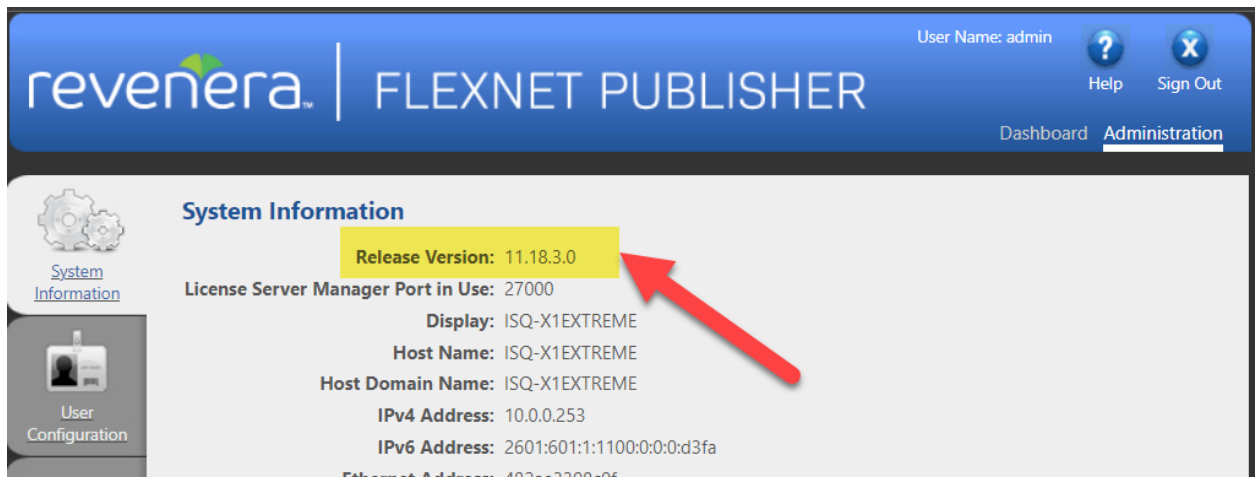 User Name: admin
revenera™ FLEXNET PUBLISHER
? X
Help Sign Out
Dashboard Administration
System Information
System Information
Release Version: 11.18.3.0
License Server Manager Port in Use: 27000
Display: ISQ-X1EXTREME
Host Name: ISQ-X1EXTREME
Host Domain Name: ISQ-X1EXTREME
IPv4 Address: 10.0.0.253
IPv6 Address: 2601:601:1:1100:0:0:0:d3fa
User
Configuration